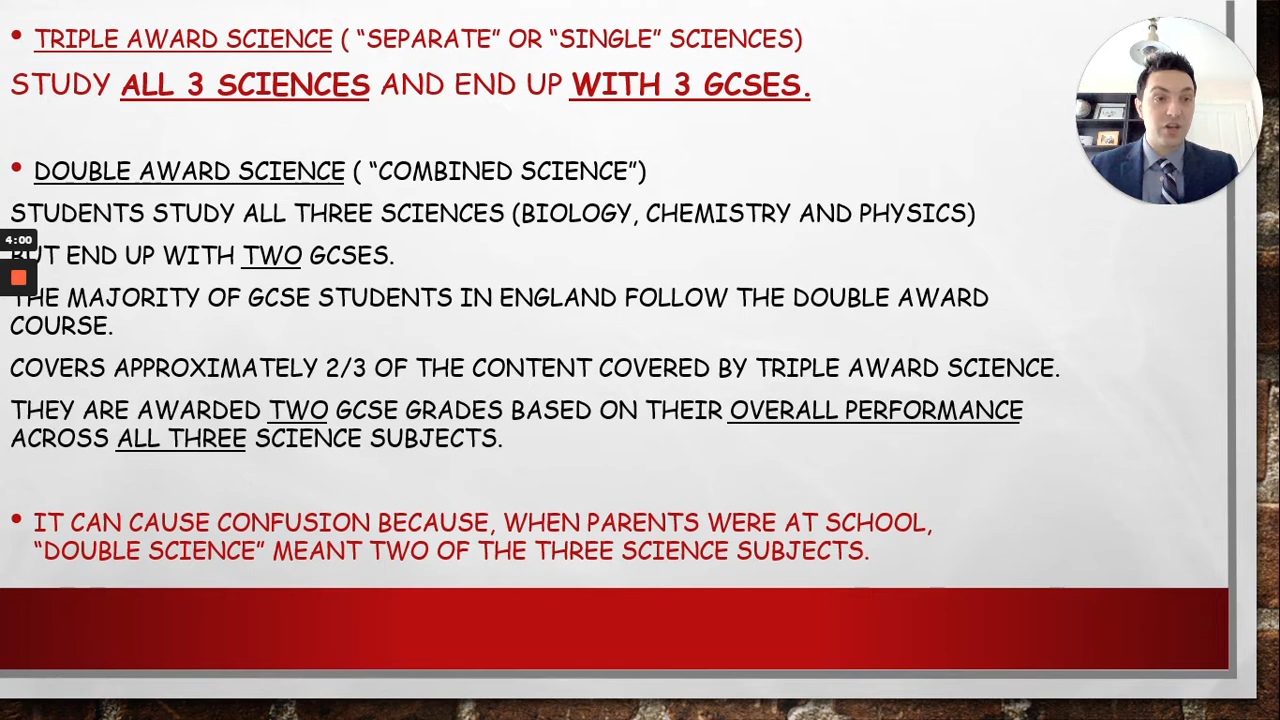 • TRIPLE AWARD SCIENCE ( “SEPARATE” OR “SINGLE” SCIENCES)
STUDY ALL 3 SCIENCES AND END UP WITH 3 GCSES.
• DOUBLE AWARD SCIENCE ( “COMBINED SCIENCE”)
STUDENTS STUDY ALL THREE SCIENCES (BIOLOGY, CHEMISTRY AND PHYSICS)
4:00
BUT END UP WITH TWO GCSES.
THE MAJORITY OF GCSE STUDENTS IN ENGLAND FOLLOW THE DOUBLE AWARD
COURSE.
COVERS APPROXIMATELY 2/3 OF THE CONTENT COVERED BY TRIPLE AWARD SCIENCE.
THEY ARE AWARDED TWO GCSE GRADES BASED ON THEIR OVERALL PERFORMANCE
ACROSS ALL THREE SCIENCE SUBJECTS.
• IT CAN CAUSE CONFUSION BECAUSE, WHEN PARENTS WERE AT SCHOOL,
“DOUBLE SCIENCE” MEANT TWO OF THE THREE SCIENCE SUBJECTS.